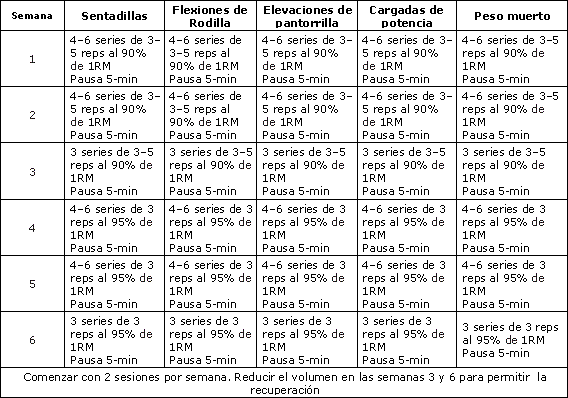 Semana Sentadillas Flexiones de Rodilla Elevaciones de pantorrilla Cargadas de potencia Peso muerto
1
4–6 series de 3–
5 reps al 90%
de 1RM
Pausa 5-min
4–6 series de
3–5 reps al
90% de 1RM
Pausa 5-min
4–6 series de 3–
5 reps al 90%
de 1RM
Pausa 5-min
4–6 series de 3–
5 reps al 90%
de 1RM
Pausa 5-min
4–6 series de 3–5
reps al 90% de
1RM
Pausa 5-min
2
4–6 series de 3–
5 reps al 90%
de 1RM
Pausa 5-min
4–6 series de
3–5 reps al
90% de 1RM
Pausa 5-min
4–6 series de 3–
5 reps al 90%
de 1RM
Pausa 5-min
4–6 series de 3–
5 reps al 90%
de 1RM
Pausa 5-min
4–6 series de 3–5
reps al 90% de
1RM
Pausa 5-min
3
3 series de 3–5
reps al 90% de
1RM
Pausa 5-min
3 series de 3–5
reps al 90% de
1RM
Pausa 5-min
3 series de 3–5
reps al 90% de
1RM
Pausa 5-min
3 series de 3–5
reps al 90% de
1RM
Pausa 5-min
3 series de 3–5
reps al 90% de
1RM
Pausa 5-min
4
4–6 series de 3
reps al 95% de
1RM
Pausa 5-min
4–6 series de 3
reps al 95% de
1RM
Pausa 5-min
4–6 series de 3
reps al 95% de
1RM
Pausa 5-min
4–6 series de 3
reps al 95% de
1RM
Pausa 5-min
4–6 series de 3
reps al 95% de
1RM
Pausa 5-min
5
4–6 series de 3
reps al 95% de
1RM
Pausa 5-min
4–6 series de 3
reps al 95% de
1RM
Pausa 5-min
4–6 series de 3
reps al 95% de
1RM
Pausa 5-min
4–6 series de 3
reps al 95% de
1RM
Pausa 5-min
4–6 series de 3
reps al 95% de
1RM
Pausa 5-min
6
3 series de 3
reps al 95% de
1RM
Pausa 5-min
3 series de 3
reps al 95% de
1RM
Pausa 5-min
3 series de 3
reps al 95% de
1RM
Pausa 5-min
3 series de 3
reps al 95% de
1RM
Pausa 5-min
3 series de 3 reps
al 95% de 1RM
Pausa 5-min
Comenzar con 2 sesiones por semana. Reducir el volumen en las semanas 3 y 6 para permitir la
recuperación